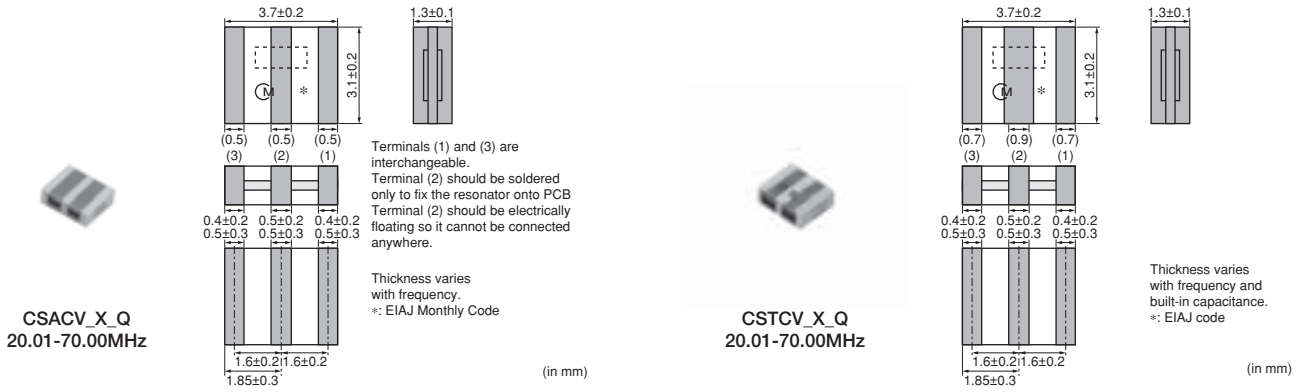 3.7±0.2
1.3±0.1
3.1±0.2
M *
(0.5) (0.5) (0.5)
(3) (2) (1)
Terminals (1) and (3) are
interchangeable.
Terminal (2) should be soldered
only to fix the resonator onto PCB
Terminal (2) should be electrically
floating so it cannot be connected
anywhere.
0.4±0.2 0.5±0.2 0.4±0.2
0.5±0.3 0.5±0.3 0.5±0.3
Thickness varies
with frequency.
*: EIAJ Monthly Code
CSACV_X_Q
20.01-70.00MHz
1.6±0.2 1.6±0.2
1.85±0.3
(in mm)
3.7±0.2
1.3±0.1
3.1±0.2
M *
(0.7) (0.9) (0.7)
(3) (2) (1)
0.4±0.2 0.5±0.2 0.4±0.2
0.5±0.3 0.5±0.3 0.5±0.3
Thickness varies
with frequency and
built-in capacitance.
*: EIAJ code
CSTCV_X_Q
20.01-70.00MHz
1.6±0.2 1.6±0.2
1.85±0.3
(in mm)